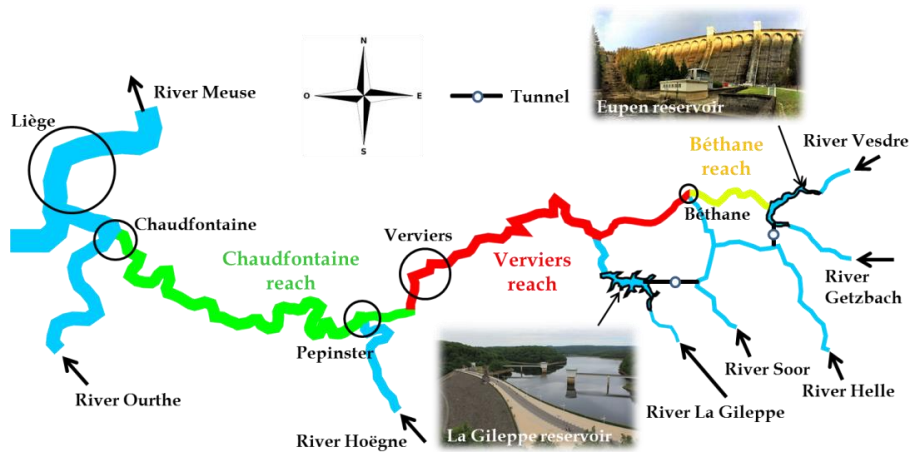 River Meuse
Liège
N
O
E
S
Tunnel
Eupen reservoir
Béthane
reach
River Vesdre
Chaudfontaine
Verviers
Béthane
Chaudfontaine
reach
Verviers
reach
River
Getzbach
Pepinster
River Ourthe
River Hoëgne
La Gileppe reservoir
River Soor
River La Gileppe
River Helle